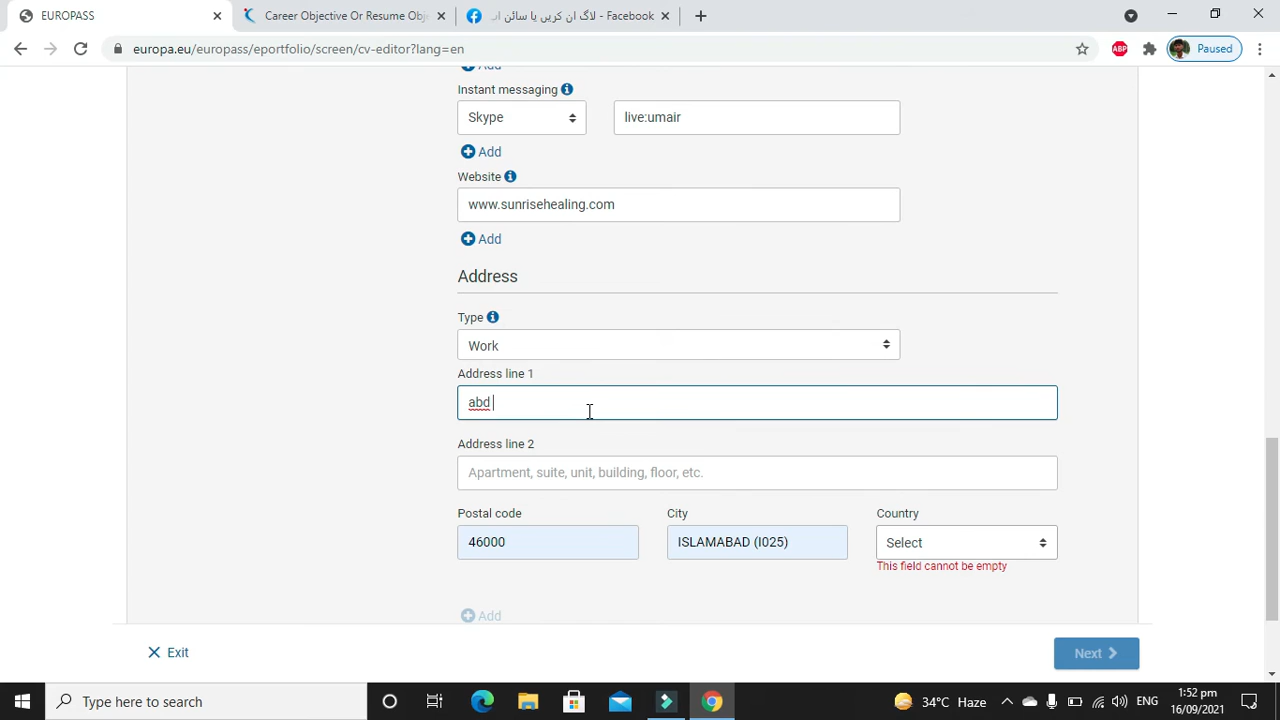 EUROPASS
Career Objective Or Resume Obj
لاگ ان کریں یا سائن اپ - Facebook
europa.eu/europass/eportfolio/screen/cv-editor?lang=en
ABP
Paused
Add
Instant messaging
Skype
live:umair
Add
Website
www.sunrisehealing.com
Add
Address
Type
Work
Address line 1
abd
Address line 2
Apartment, suite, unit, building, floor, etc.
Postal code
City
Country
46000
ISLAMABAD (I025)
Select
This field cannot be empty
Add
Exit
Next
Type here to search
34°C Haze
ENG
1:52 pm
16/09/2021